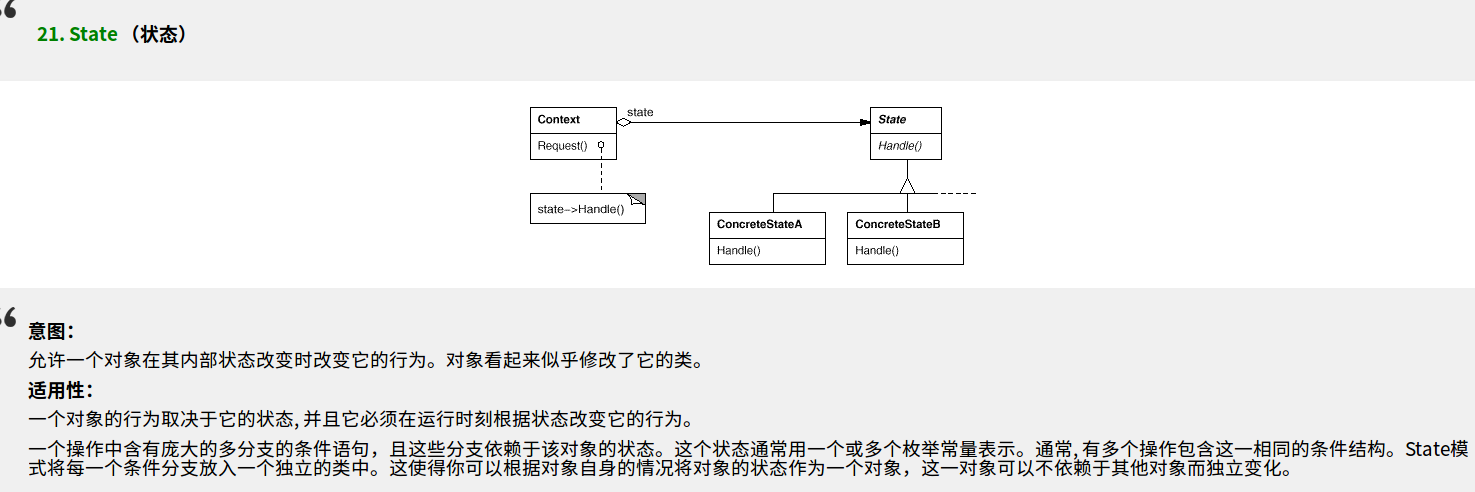 21. State（状态）
state
Context
State
Request()
Handle()
state->Handle()
ConcreteStateA
ConcreteStateB
Handle()
Handle()
意图：
允许一个对象在其内部状态改变时改变它的行为。对象看起来似乎修改了它的类。
适用性：
一个对象的行为取决于它的状态, 并且它必须在运行时刻根据状态改变它的行为。
一个操作中含有庞大的多分支的条件语句，且这些分支依赖于该对象的状态。这个状态通常用一个或多个枚举常量表示。通常, 有多个操作包含这一相同的条件结构。State模
式将每一个条件分支放入一个独立的类中。这使得你可以根据对象自身的情况将对象的状态作为一个对象，这一对象可以不依赖于其他对象而独立变化。